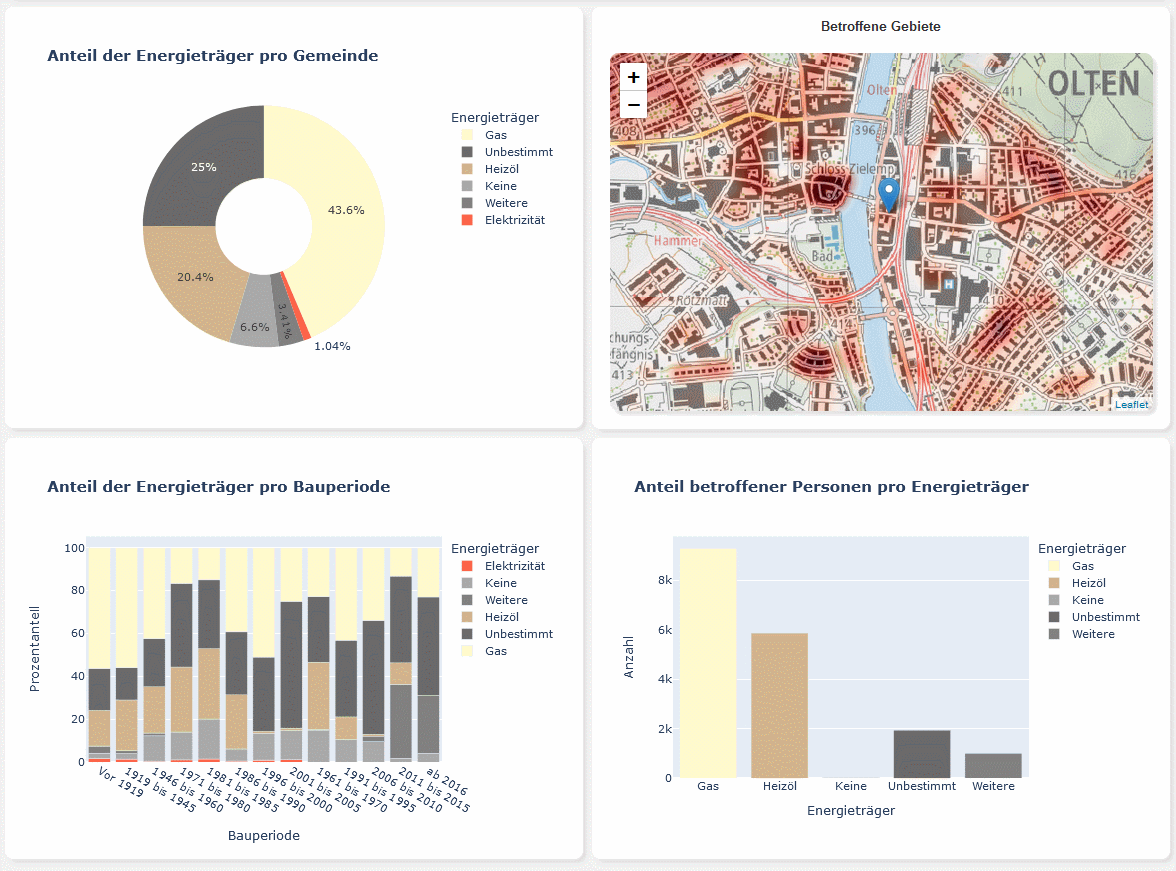 Anteil der Energieträger pro Gemeinde
25%
43.6%
20.4%
6.6%
3.41%
1.04%
Energieträger
Gas
Unbestimmt
Heizöl
Keine
Weitere
Elektrizität
Betroffene Gebiete
+
−
OLTEN
Olten
411
408
396
Schloss-Zielemp
416
Hammer
Bad
H
Rötzmatt
410
414
chungs-
efängnis
413
Leaflet
Anteil der Energieträger pro Bauperiode
Prozentantell
100
80
60
40
20
0
Vor 1919
1919 bis 1945
1946 bis 1960
1971 bis 1980
1981 bis 1985
1986 bis 1990
1996 bis 2000
2001 bis 2005
1961 bis 1970
1991 bis 1995
2006 bis 2010
2011 bis 2015
ab 2016
Bauperiode
Energieträger
Elektrizität
Keine
Weitere
Heizöl
Unbestimmt
Gas
Anteil betroffener Personen pro Energieträger
Anzahl
8k
6k
4k
2k
0
Gas
Heizöl
Keine
Unbestimmt
Weitere
Energieträger
Energieträger
Gas
Heizöl
Keine
Unbestimmt
Weitere